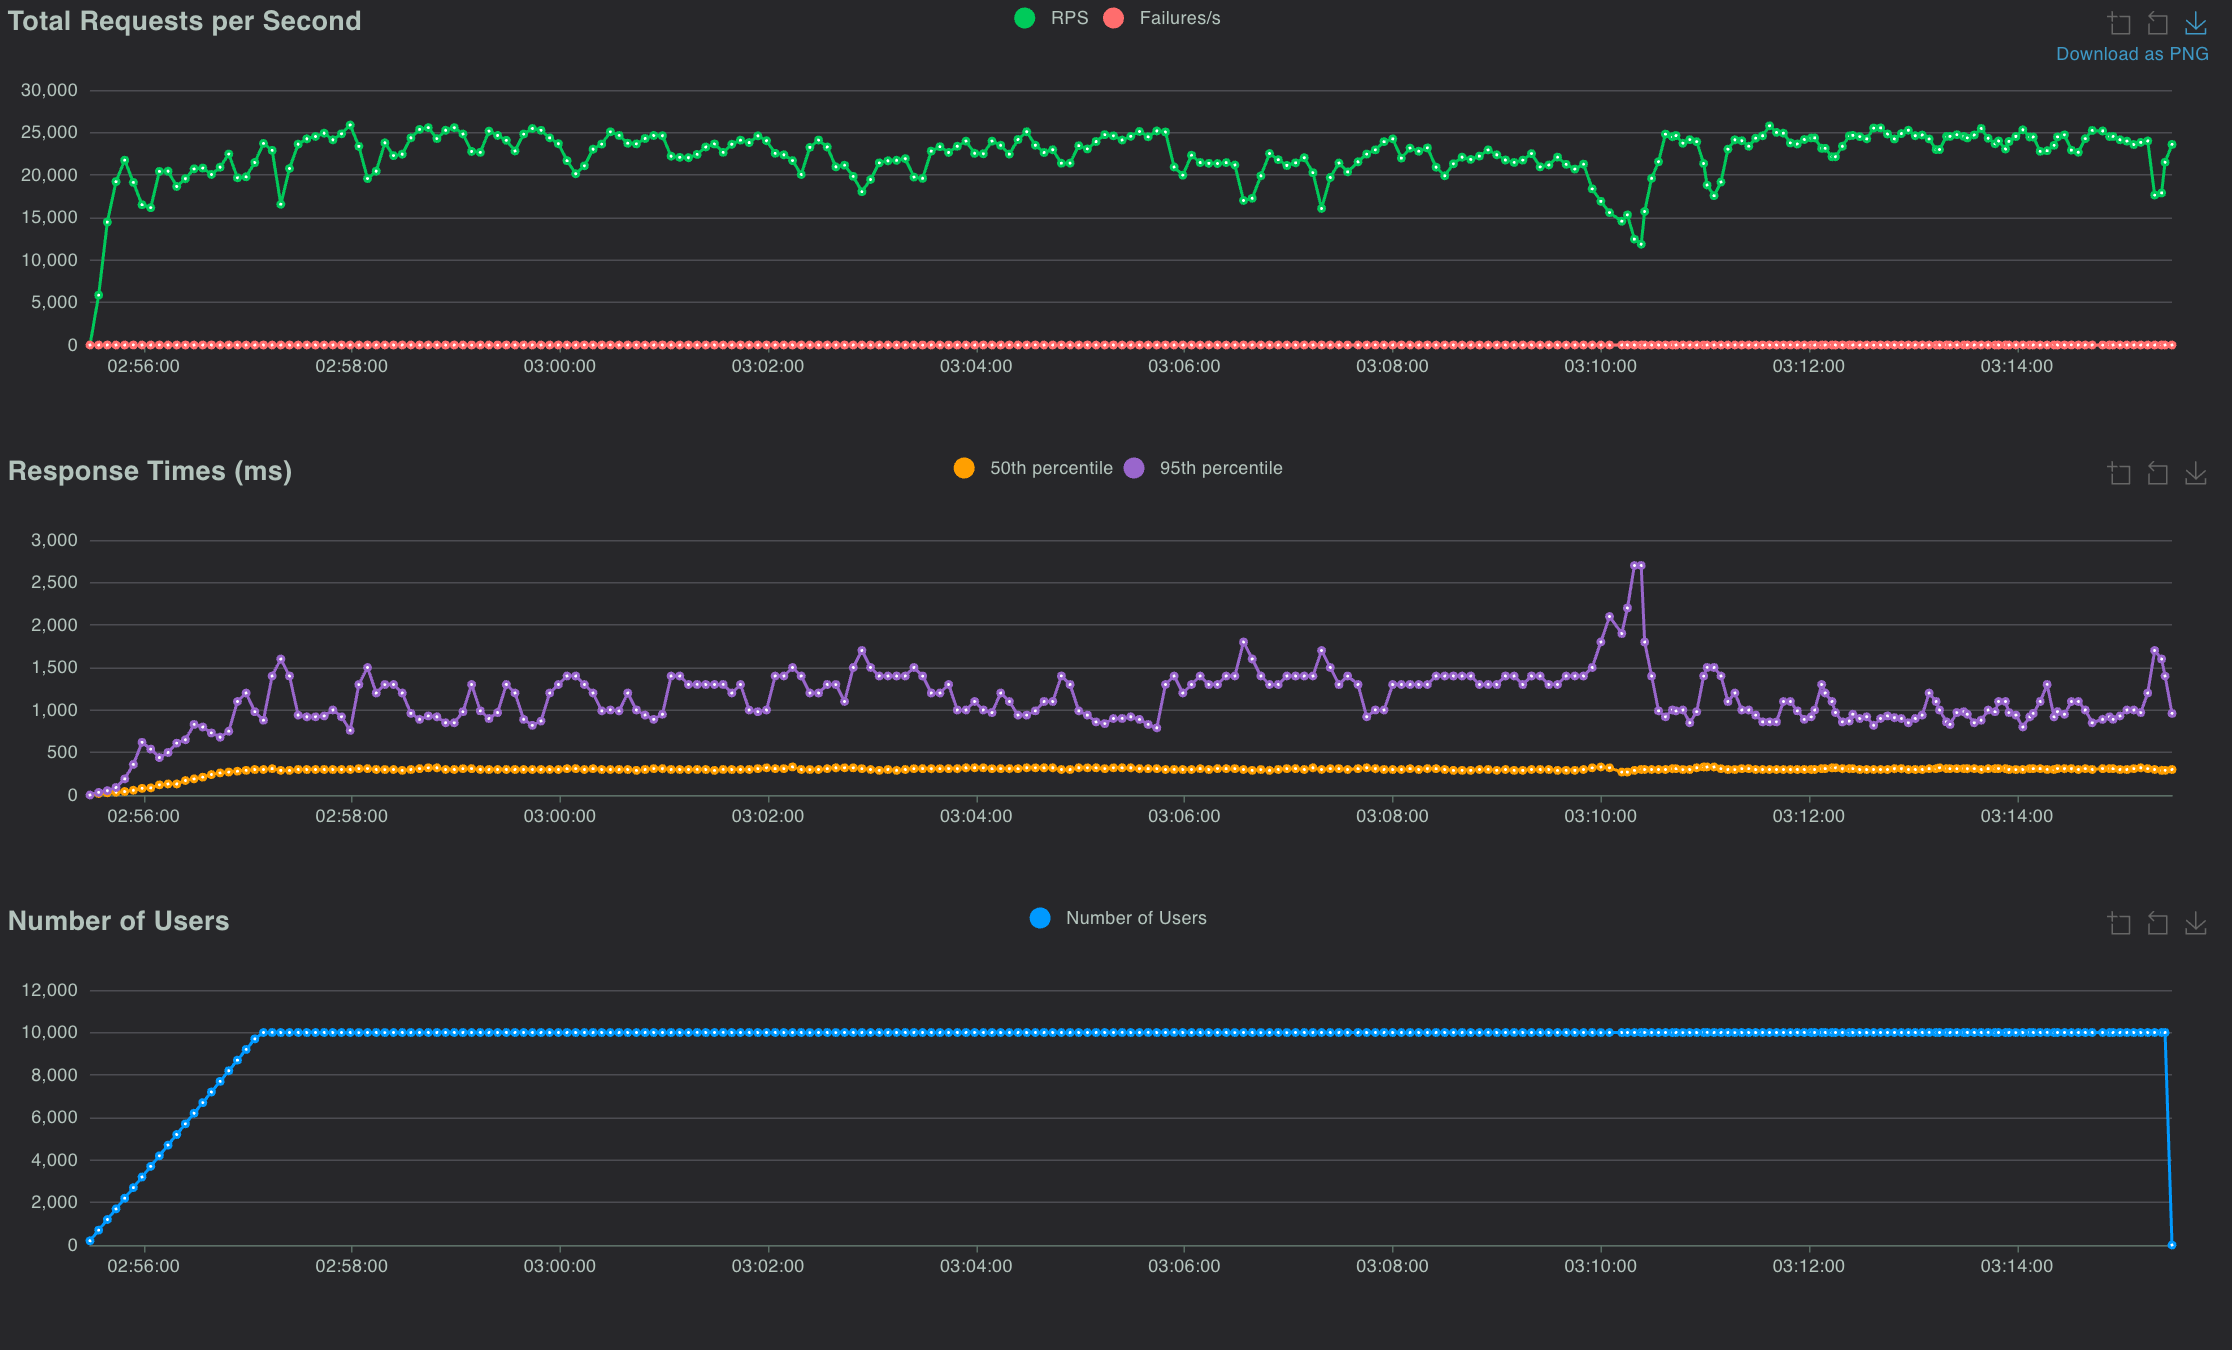 Total Requests per Second
RPS Failures/s
Download as PNG
30,000
25,000
20,000
15,000
10,000
5,000
0
02:56:00 02:58:00 03:00:00 03:02:00 03:04:00 03:06:00 03:08:00 03:10:00 03:12:00 03:14:00
Response Times (ms)
50th percentile 95th percentile
3,000
2,500
2,000
1,500
1,000
500
0
02:56:00 02:58:00 03:00:00 03:02:00 03:04:00 03:06:00 03:08:00 03:10:00 03:12:00 03:14:00
Number of Users
Number of Users
12,000
10,000
8,000
6,000
4,000
2,000
0
02:56:00 02:58:00 03:00:00 03:02:00 03:04:00 03:06:00 03:08:00 03:10:00 03:12:00 03:14:00